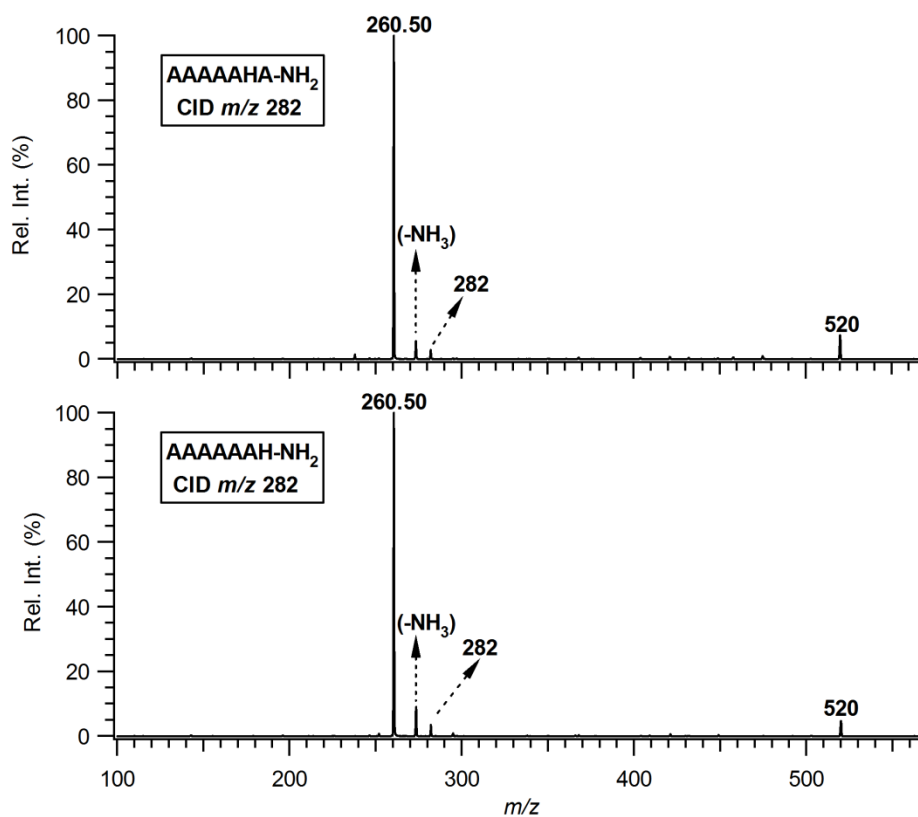 260.50
100
AAAAAHA-NH₂
CID m/z 282
80
Rel. Int. (%)
60
40
(-NH₃)
282
20
520
0
260.50
100
AAAAAAH-NH₂
CID m/z 282
80
Rel. Int. (%)
60
40
(-NH₃)
282
20
520
0
100 200 300 400 500
m/z